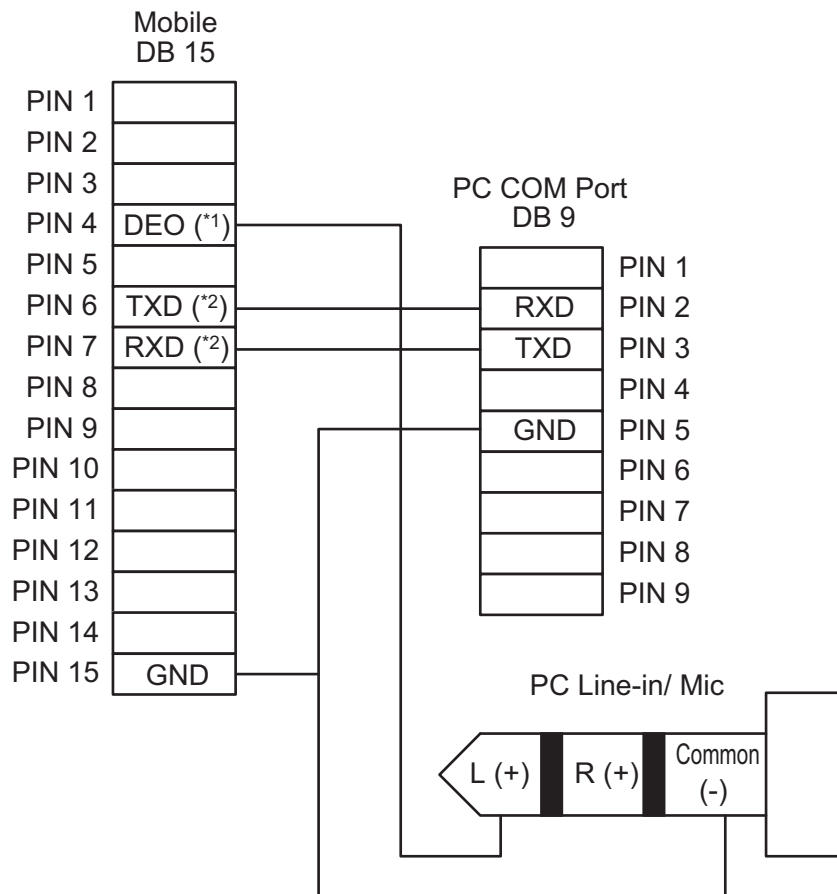 Mobile
DB 15
PIN 1
PIN 2
PIN 3
PIN 4 DEO (*1)
PIN 5
PIN 6 TXD (*2)
PIN 7 RXD (*2)
PIN 8
PIN 9
PIN 10
PIN 11
PIN 12
PIN 13
PIN 14
PIN 15 GND
PC COM Port
DB 9
PIN 1
RXD PIN 2
TXD PIN 3
PIN 4
GND PIN 5
PIN 6
PIN 7
PIN 8
PIN 9
PC Line-in/ Mic
L (+) R (+) Common
(-)